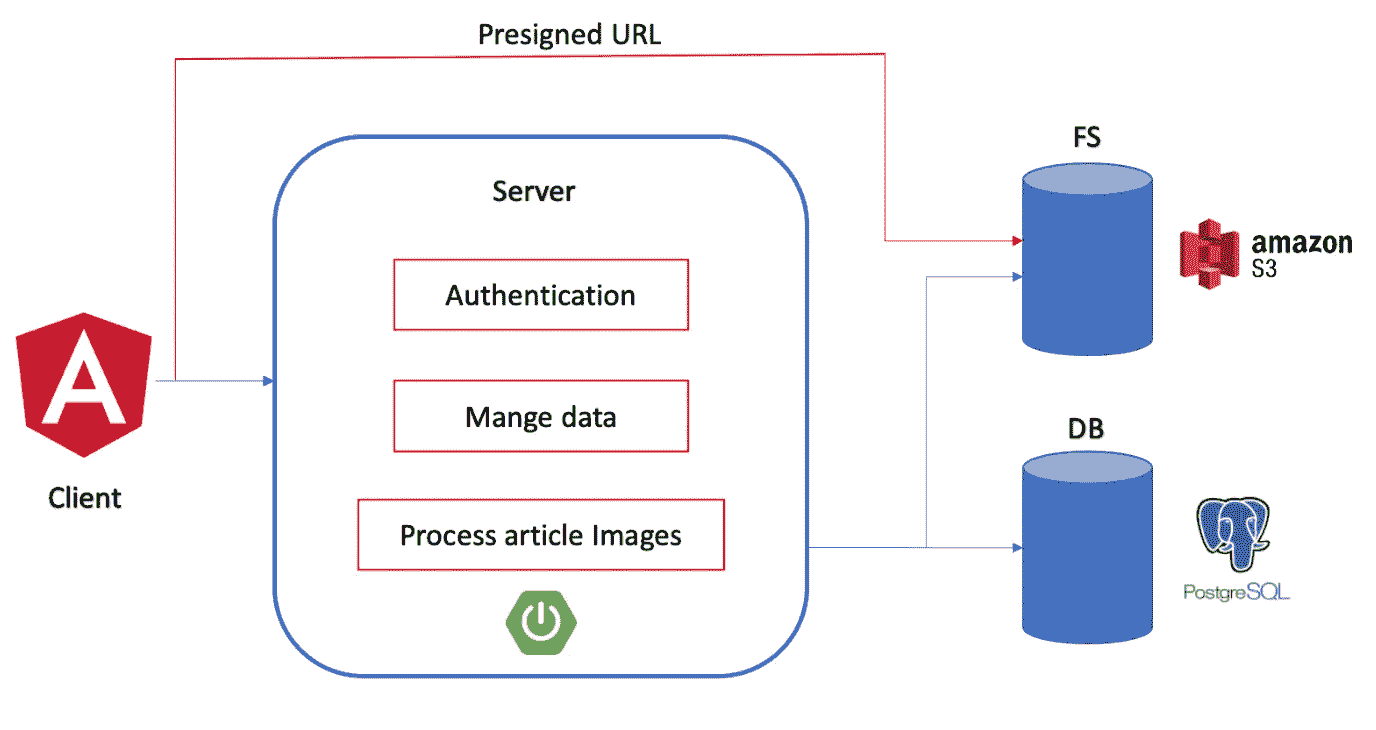 Presigned URL
FS
Server
amazon
S3
Authentication
Mange data
Client
DB
Process article Images
PostgreSQL